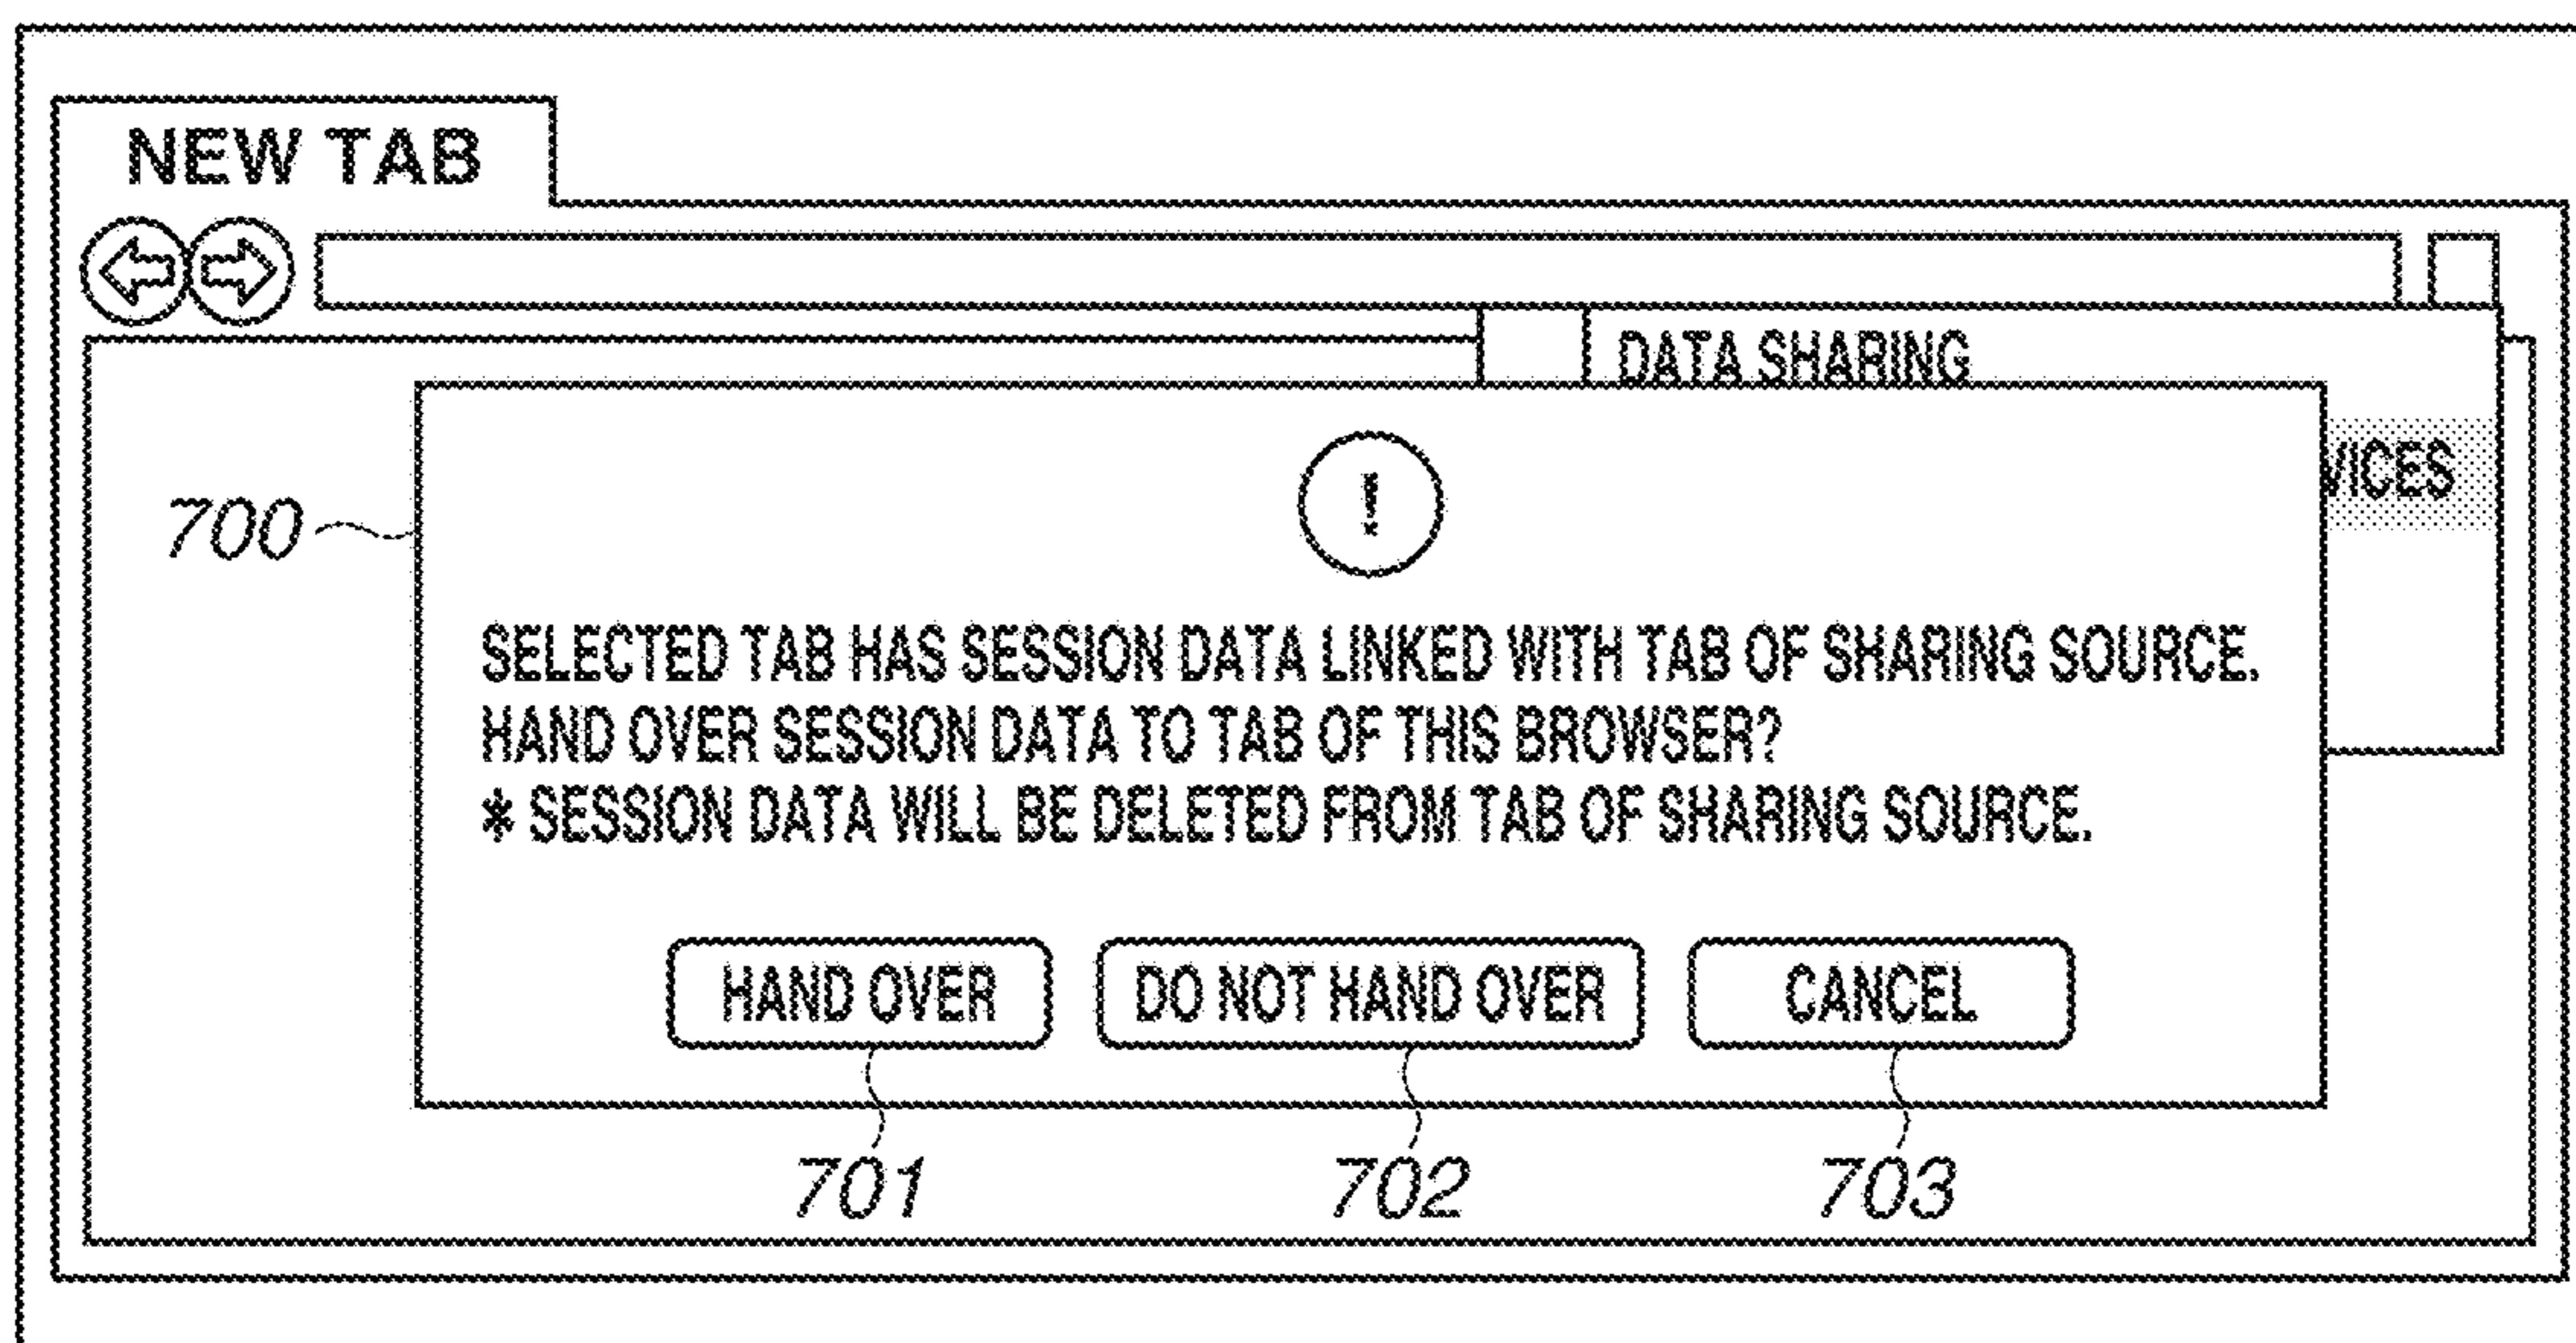 NEW TAB
DATA SHARING
VICES
700
!
SELECTED TAB HAS SESSION DATA LINKED WITH TAB OF SHARING SOURCE.
HAND OVER SESSION DATA TO TAB OF THIS BROWSER?
* SESSION DATA WILL BE DELETED FROM TAB OF SHARING SOURCE.
HAND OVER
DO NOT HAND OVER
CANCEL
701
702
703